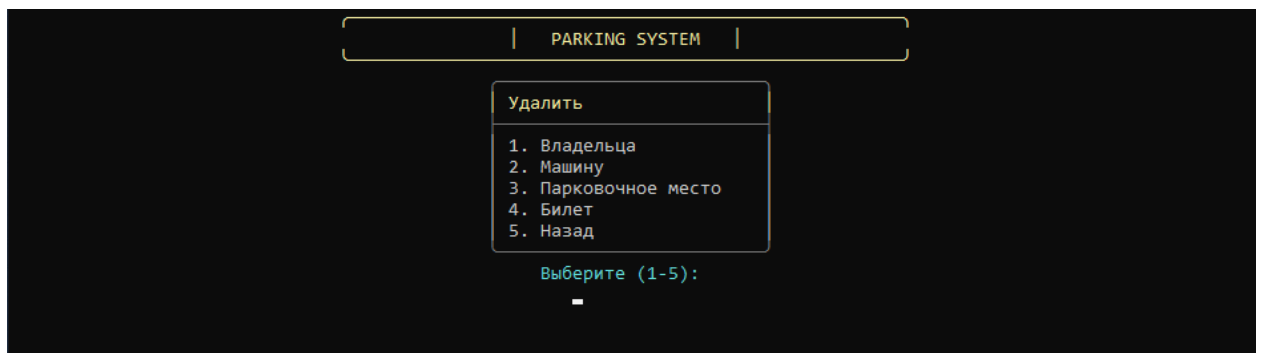 PARKING SYSTEM
Удалить
1. Владельца
2. Машину
3. Парковочное место
4. Билет
5. Назад
Выберите (1-5):